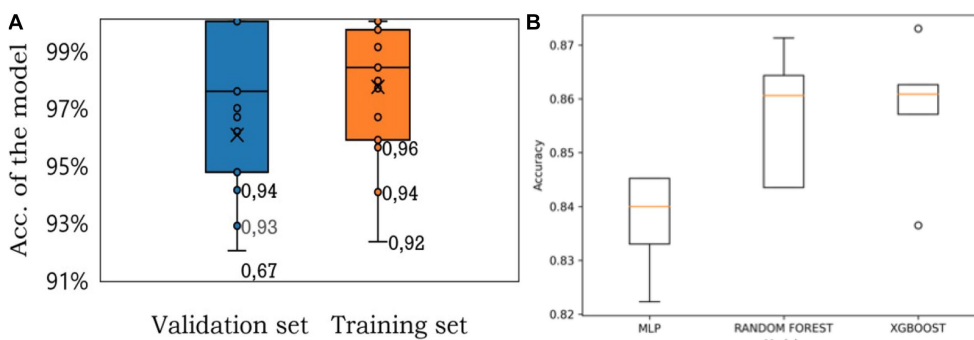 A
Acc. of the model
99%
97%
95%
93%
91%
0,94
0,93
0,67
0,96
0,94
0,92
Validation set Training set
B
Accuracy
0.87
0.86
0.85
0.84
0.83
0.82
MLP RANDOM FOREST XGBOOST